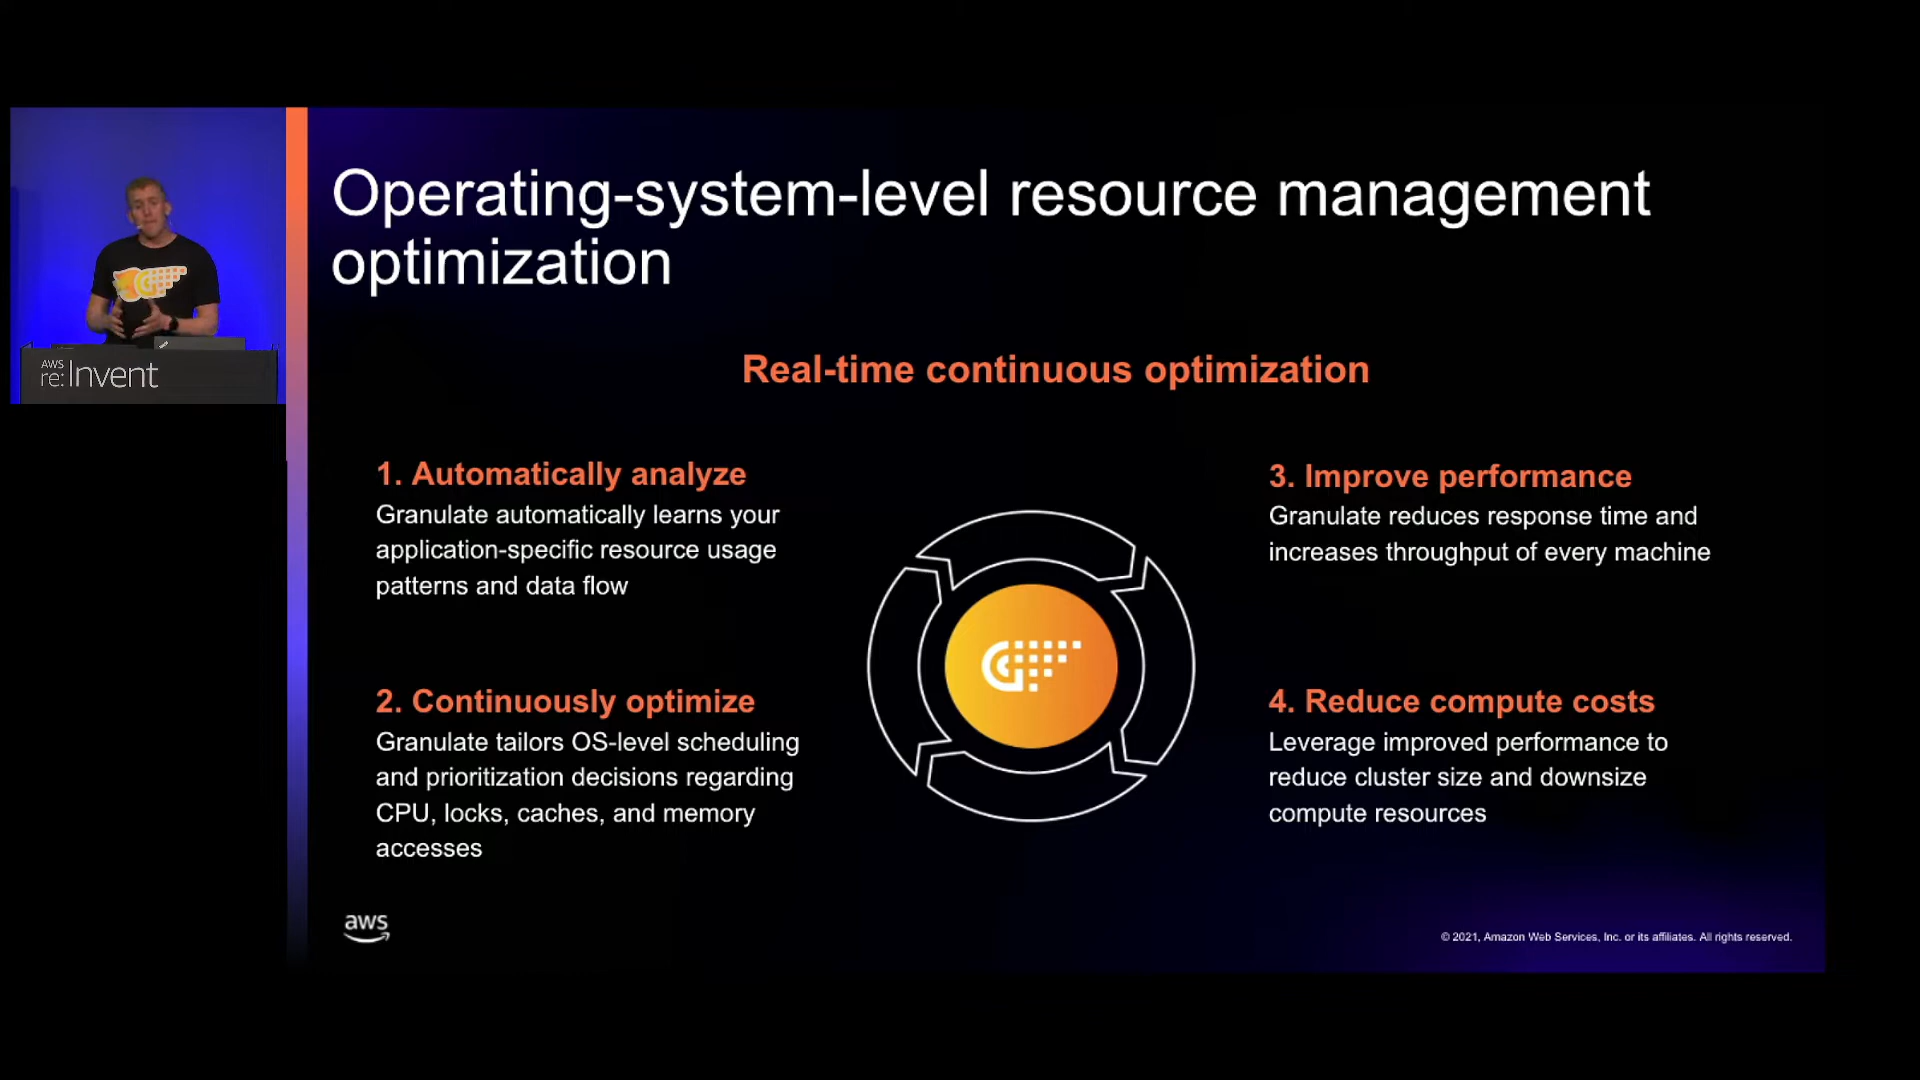 Operating-system-level resource management
optimization
Real-time continuous optimization
1. Automatically analyze
Granulate automatically learns your
application-specific resource usage
patterns and data flow
2. Continuously optimize
Granulate tailors OS-level scheduling
and prioritization decisions regarding
CPU, locks, caches, and memory
accesses
3. Improve performance
Granulate reduces response time and
increases throughput of every machine
4. Reduce compute costs
Leverage improved performance to
reduce cluster size and downsize
compute resources
AWS
re:Invent
aws
© 2021, Amazon Web Services, Inc. or its affiliates. All rights reserved.